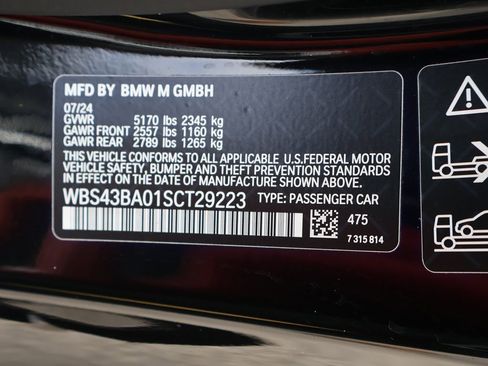 MFD BY BMW M GMBH
07/24
GVWR 5170 lbs 2345 kg
GAWR FRONT 2557 lbs 1160 kg
GAWR REAR 2789 lbs 1265 kg
THIS VEHICLE CONFORMS TO ALL APPLICABLE U.S.FEDERAL MOTOR
VEHICLE SAFETY, BUMPER AND THEFT PREVENTION STANDARDS
IN EFFECT ON THE DATE OF MANUFACTURE SHOWN ABOVE.
WBS43BA01SCT29223 TYPE: PASSENGER CAR
475
7 315 814